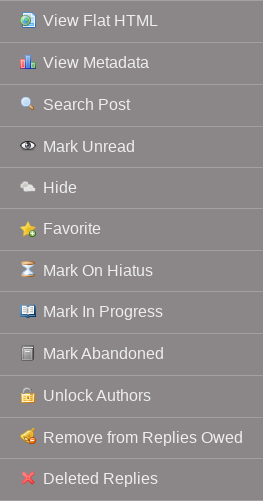 View Flat HTML
View Metadata
Search Post
Mark Unread
Hide
Favorite
Mark On Hiatus
Mark In Progress
Mark Abandoned
Unlock Authors
Remove from Replies Owed
Deleted Replies